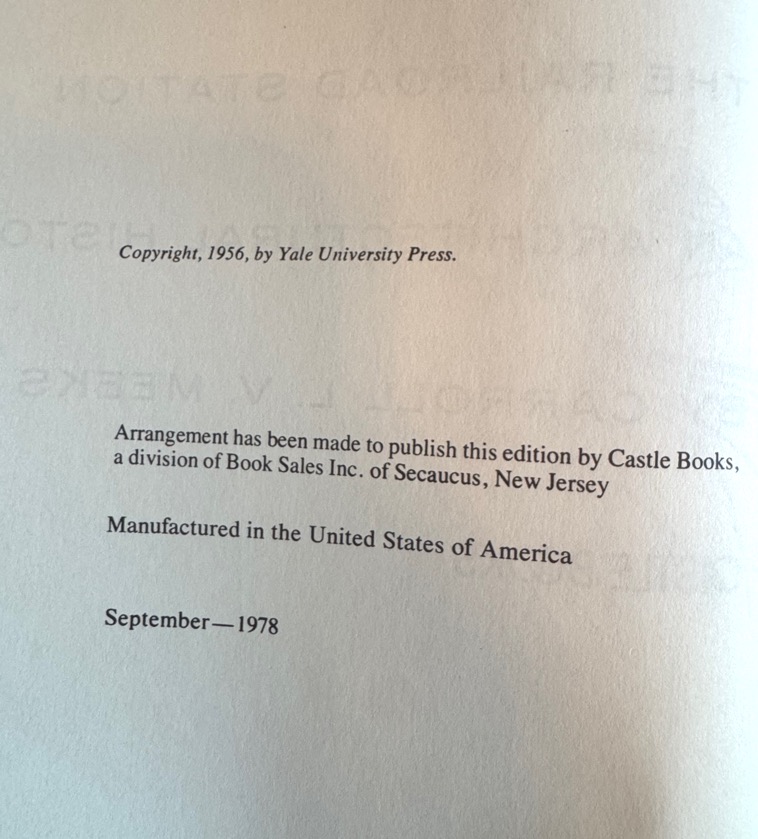 Copyright, 1956, by Yale University Press.
Arrangement has been made to publish this edition by Castle Books,
a division of Book Sales Inc. of Secaucus, New Jersey
Manufactured in the United States of America
September—1978